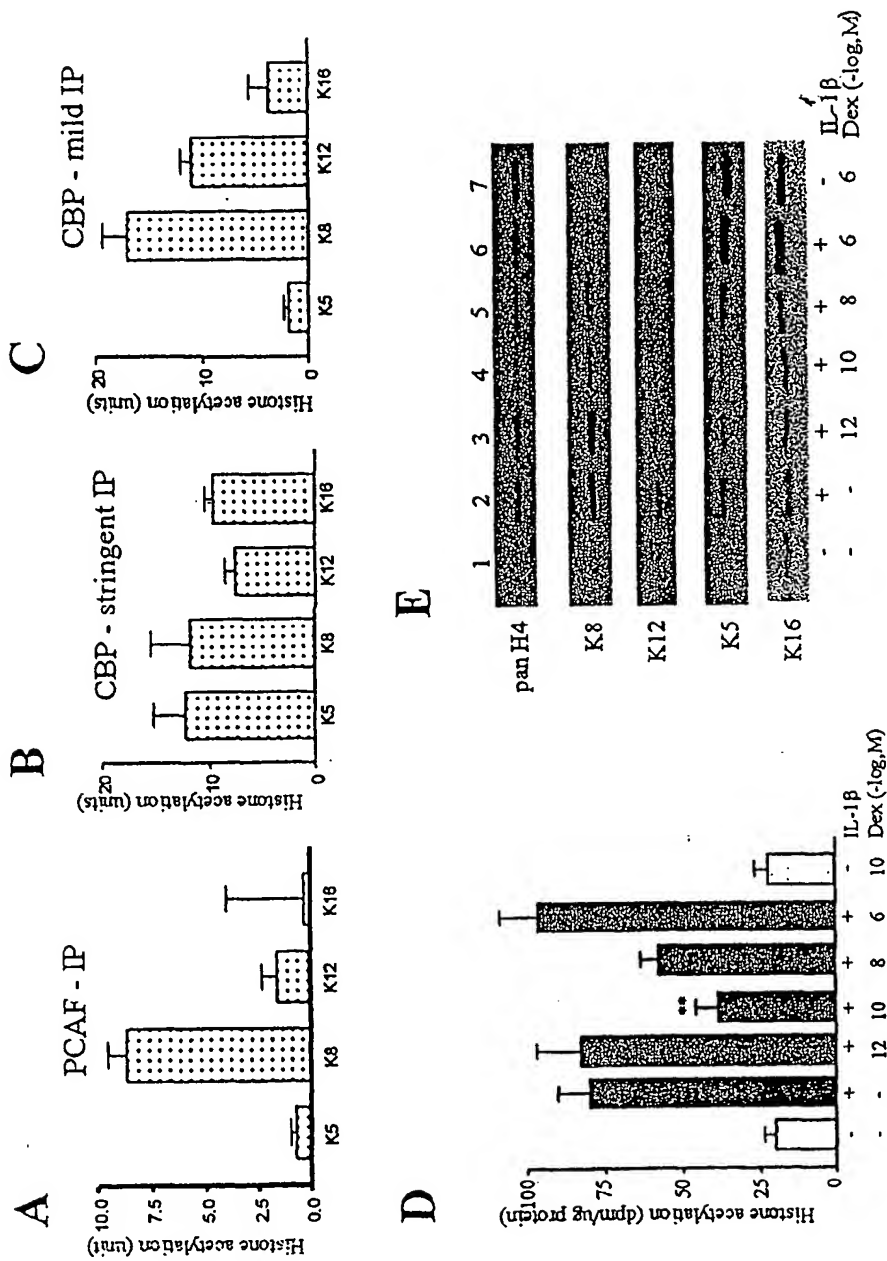 A
PCAF - IP
Histone acetylation (unit)
10.0
7.5
5.0
2.5
0.0
K5
K8
K12
K16
B
CBP - stringent IP
Histone acetylation (units)
20
10
0
K5
K8
K12
K16
C
CBP - mild IP
Histone acetylation (units)
20
10
0
K5
K8
K12
K16
D
Histone acetylation (dpm/ug protein)
100
75
50
25
0
**
- + + + + + - IL-1β
- - 12 10 8 6 10 Dex (-log,M)
E
1 2 3 4 5 6 7
pan H4
K8
K12
K5
K16
- + + + + + - IL-1β
- - 12 10 8 6 6 Dex (-log,M)